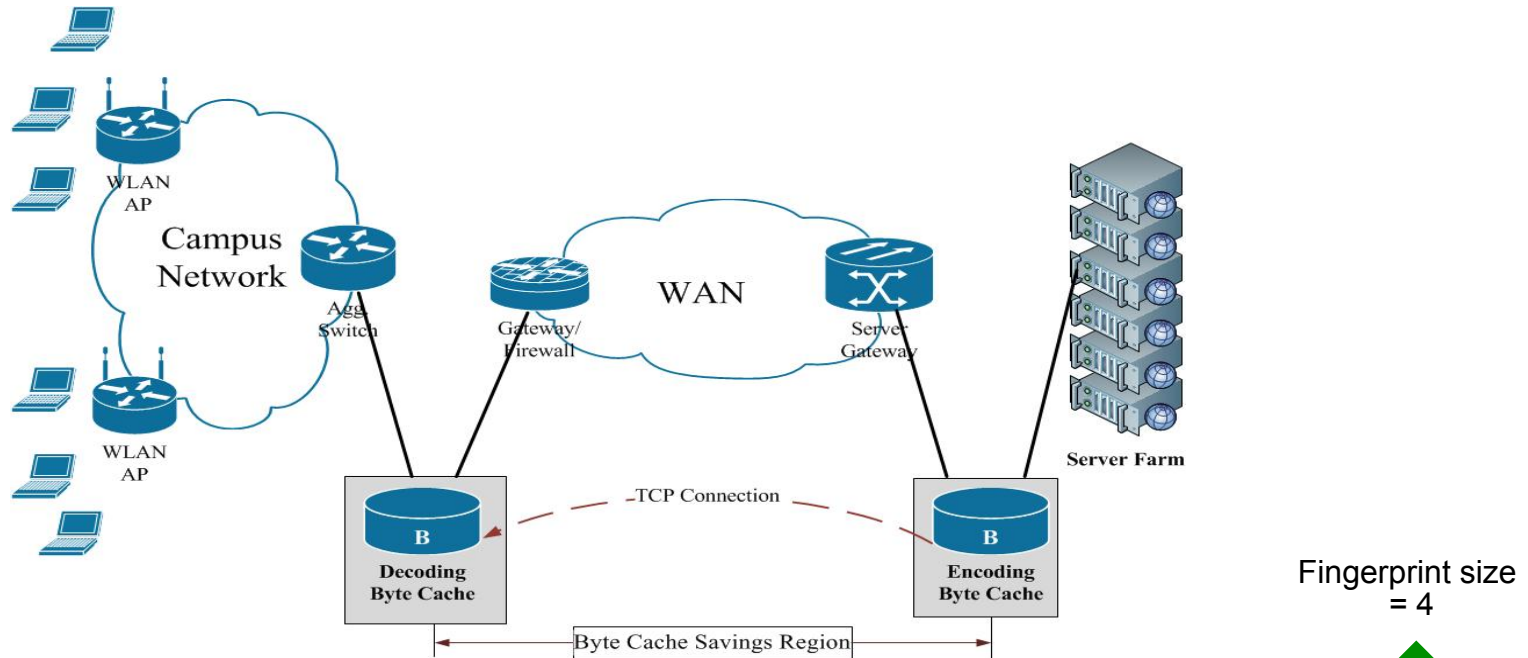 WLAN
AP
Campus
Network
Agg.
Switch
Gateway/
Firewall
WAN
Server
Gateway
WLAN
AP
Server Farm
TCP Connection
B
Decoding
Byte Cache
B
Encoding
Byte Cache
Byte Cache Savings Region
Fingerprint size
= 4